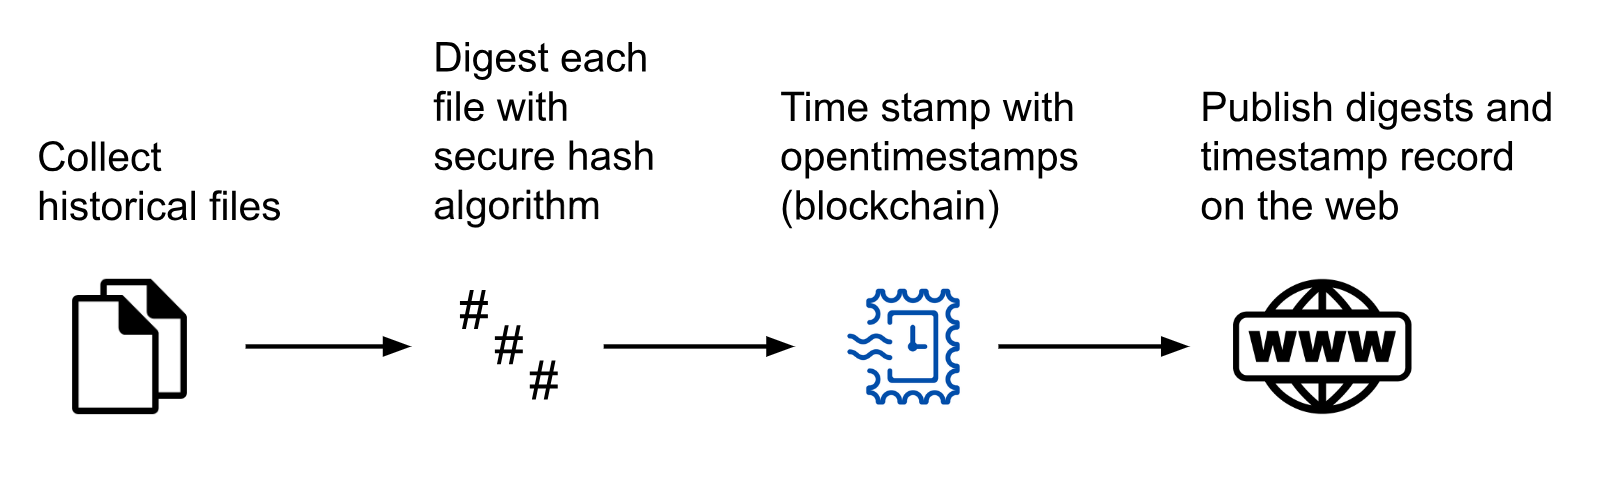 Collect
historical files
Digest each
file with
secure hash
algorithm
Time stamp with
opentimestamps
(blockchain)
Publish digests and
timestamp record
on the web
#
#
#
WWW